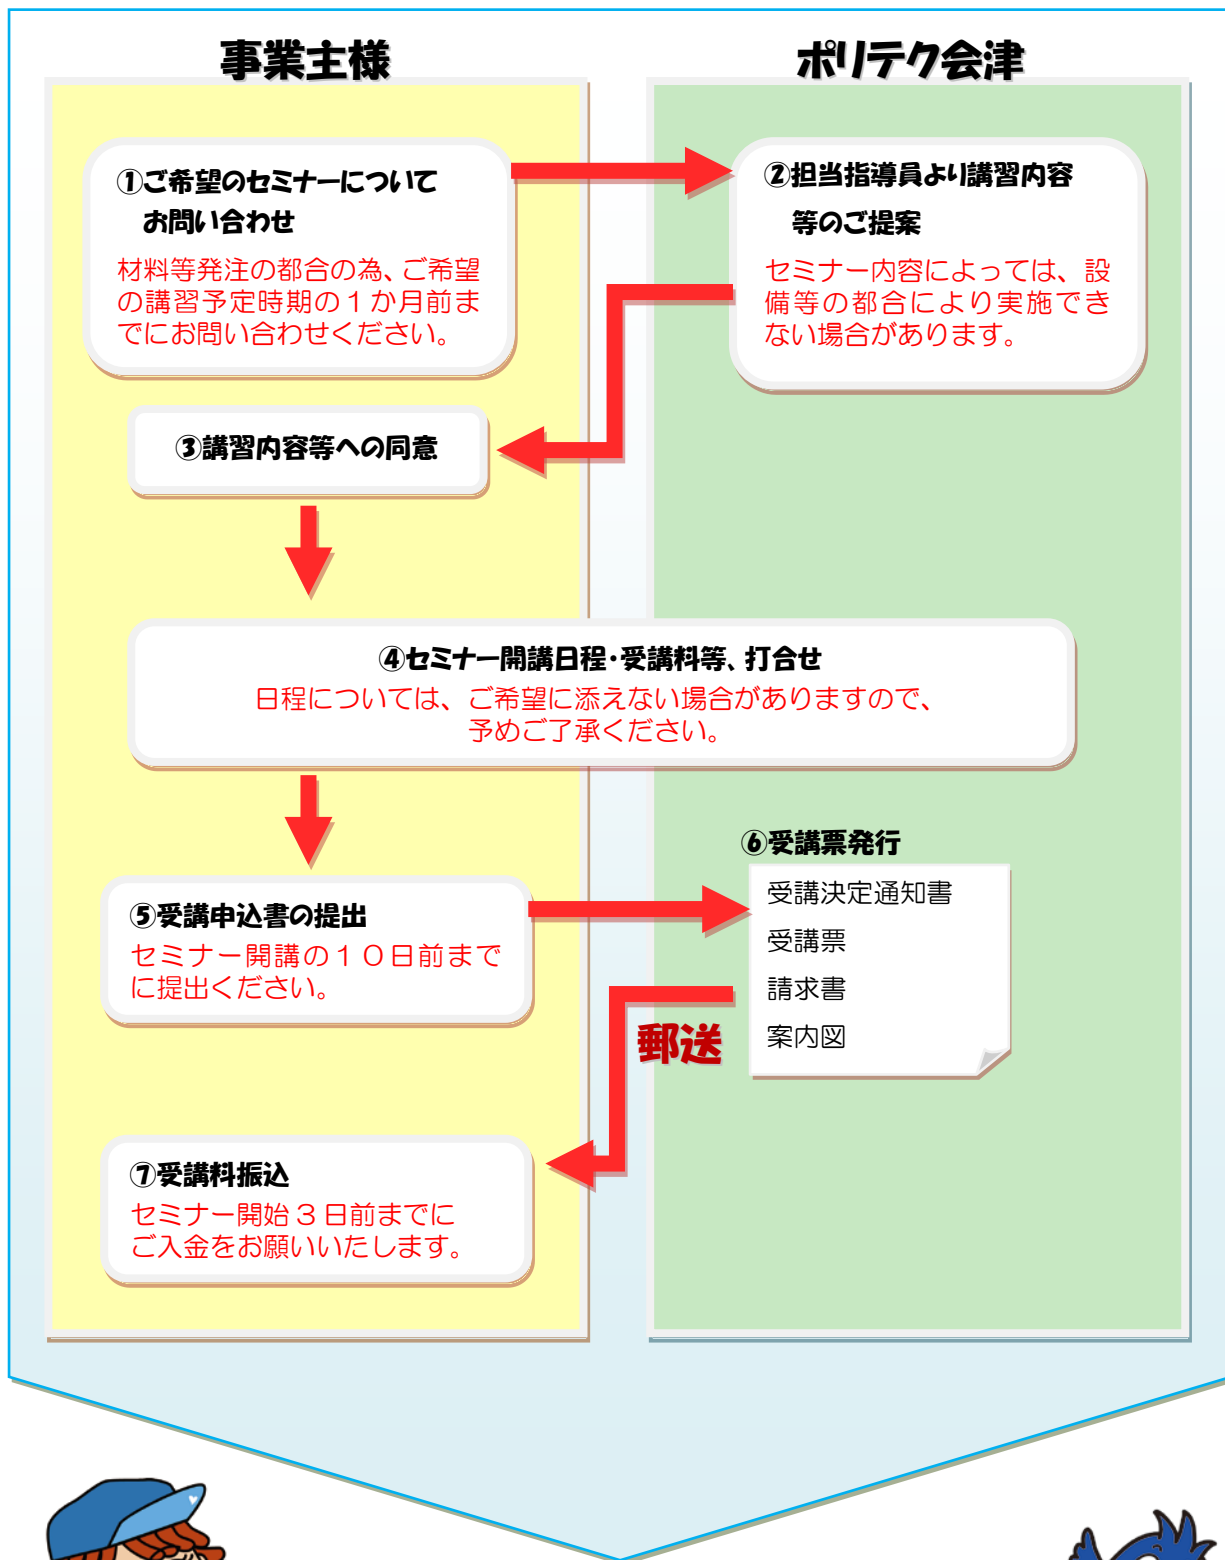 事業主様
ポリテク会津
①ご希望のセミナーについて
お問い合わせ
材料等発注の都合の為、ご希望
の講習予定時期の１か月前ま
でにお問い合わせください。
②担当指導員より講習内容
等のご提案
セミナー内容によっては、設
備等の都合により実施でき
ない場合があります。
③講習内容等への同意
④セミナー開講日程・受講料等、打合せ
日程については、ご希望に添えない場合がありますので、
予めご了承ください。
⑤受講申込書の提出
セミナー開講の１０日前まで
に提出ください。
⑥受講票発行
受講決定通知書
受講票
請求書
案内図
郵送
⑦受講料振込
セミナー開始３日前までに
ご入金をお願いいたします。